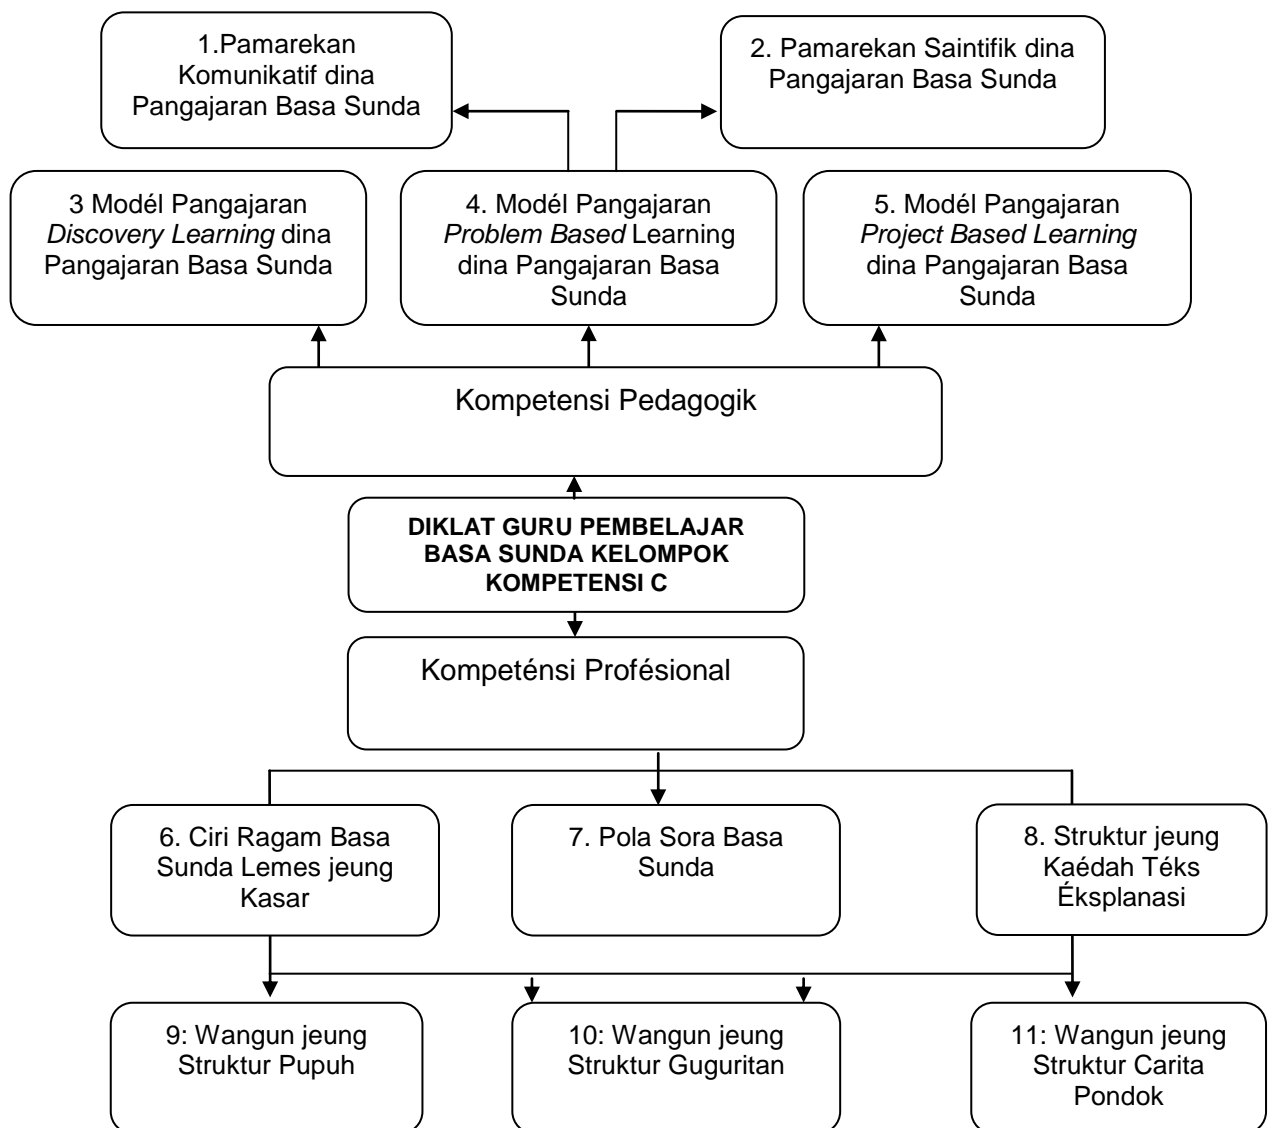 1.Pamarekan
Komunikatif dina
Pangajaran Basa Sunda
2. Pamarekan Saintifik dina
Pangajaran Basa Sunda
3 Modél Pangajaran
Discovery Learning dina
Pangajaran Basa Sunda
4. Modél Pangajaran
Problem Based Learning
dina Pangajaran Basa
Sunda
5. Modél Pangajaran
Project Based Learning
dina Pangajaran Basa
Sunda
Kompetensi Pedagogik
DIKLAT GURU PEMBELAJAR
BASA SUNDA KELOMPOK
KOMPETENSI C
Kompeténsi Profésional
6. Ciri Ragam Basa
Sunda Lemes jeung
Kasar
7. Pola Sora Basa
Sunda
8. Struktur jeung
Kaédah Téks
Éksplanasi
9: Wangun jeung
Struktur Pupuh
10: Wangun jeung
Struktur Guguritan
11: Wangun jeung
Struktur Carita
Pondok